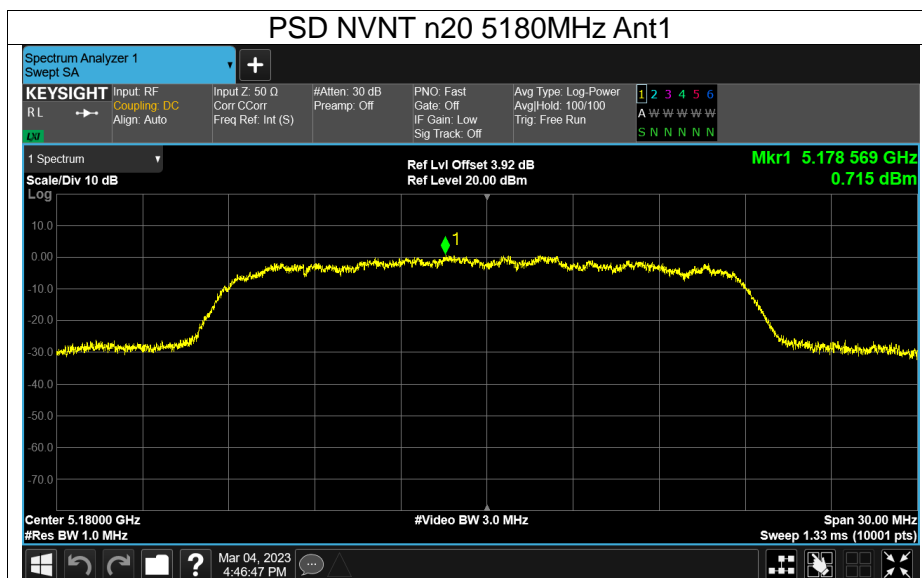 PSD NVNT n20 5180MHz Ant1
Spectrum Analyzer 1
Swept SA
KEYSIGHT
R L
LXI
Input: RF
Coupling: DC
Align: Auto
Input Z: 50 Ω
Corr CCorr
Freq Ref: Int (S)
#Atten: 30 dB
Preamp: Off
PNO: Fast
Gate: Off
IF Gain: Low
Sig Track: Off
Avg Type: Log-Power
Avg|Hold: 100/100
Trig: Free Run
1 2 3 4 5 6
A W W W W W
S N N N N N
1 Spectrum
Scale/Div 10 dB
Log
Ref Lvl Offset 3.92 dB
Ref Level 20.00 dBm
Mkr1 5.178 569 GHz
0.715 dBm
1
10.0
0.00
-10.0
-20.0
-30.0
-40.0
-50.0
-60.0
-70.0
Center 5.18000 GHz
#Res BW 1.0 MHz
#Video BW 3.0 MHz
Span 30.00 MHz
Sweep 1.33 ms (10001 pts)
Mar 04, 2023
4:46:47 PM